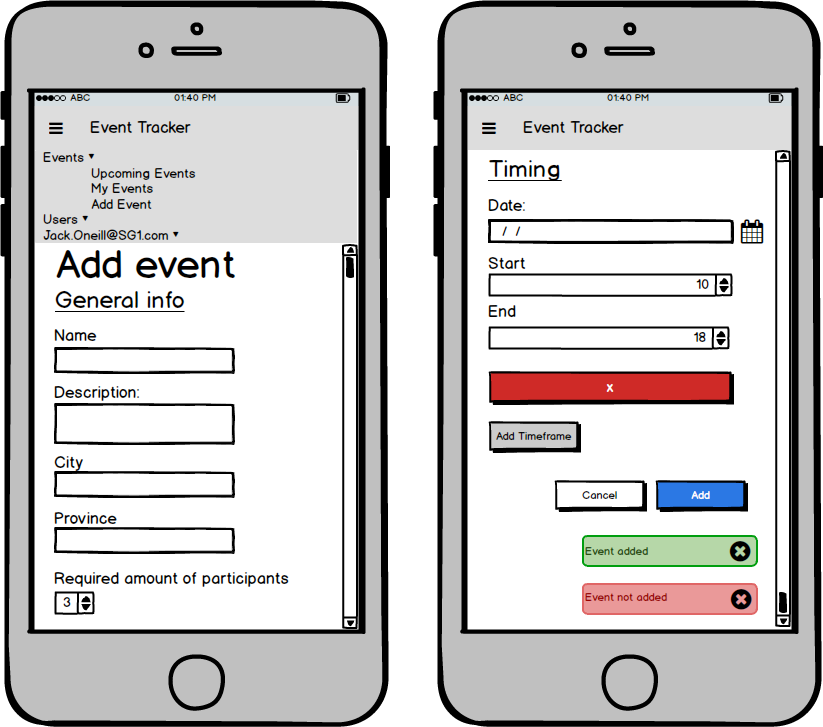 ABC 01:40 PM
Event Tracker
Events
Upcoming Events
My Events
Add Event
Users
Jack.Oneill@SG1.com
Add event
General info
Name
Description:
City
Province
Required amount of participants
3
ABC 01:40 PM
Event Tracker
Timing
Date:
/ /
Start
10
End
18
X
Add Timeframe
Cancel Add
Event added
Event not added